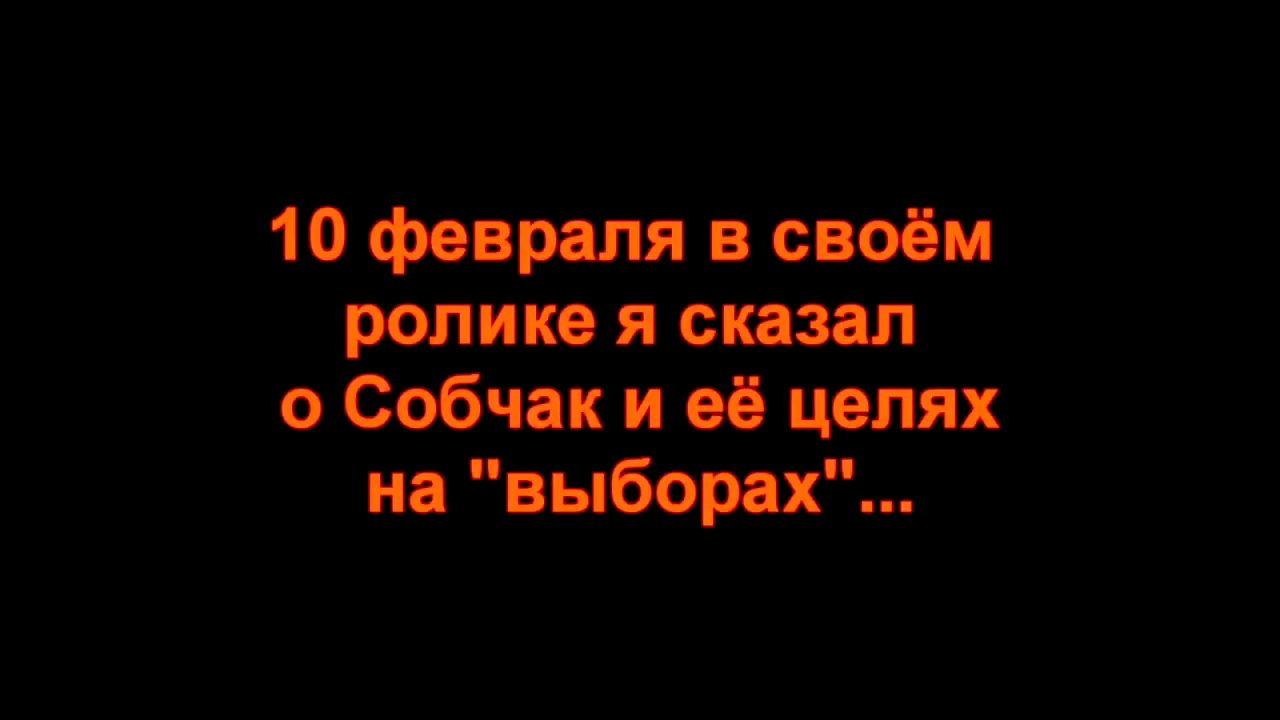 10 февраля в своём
ролике я сказал
о Собчак и её целях
на "выборах"...